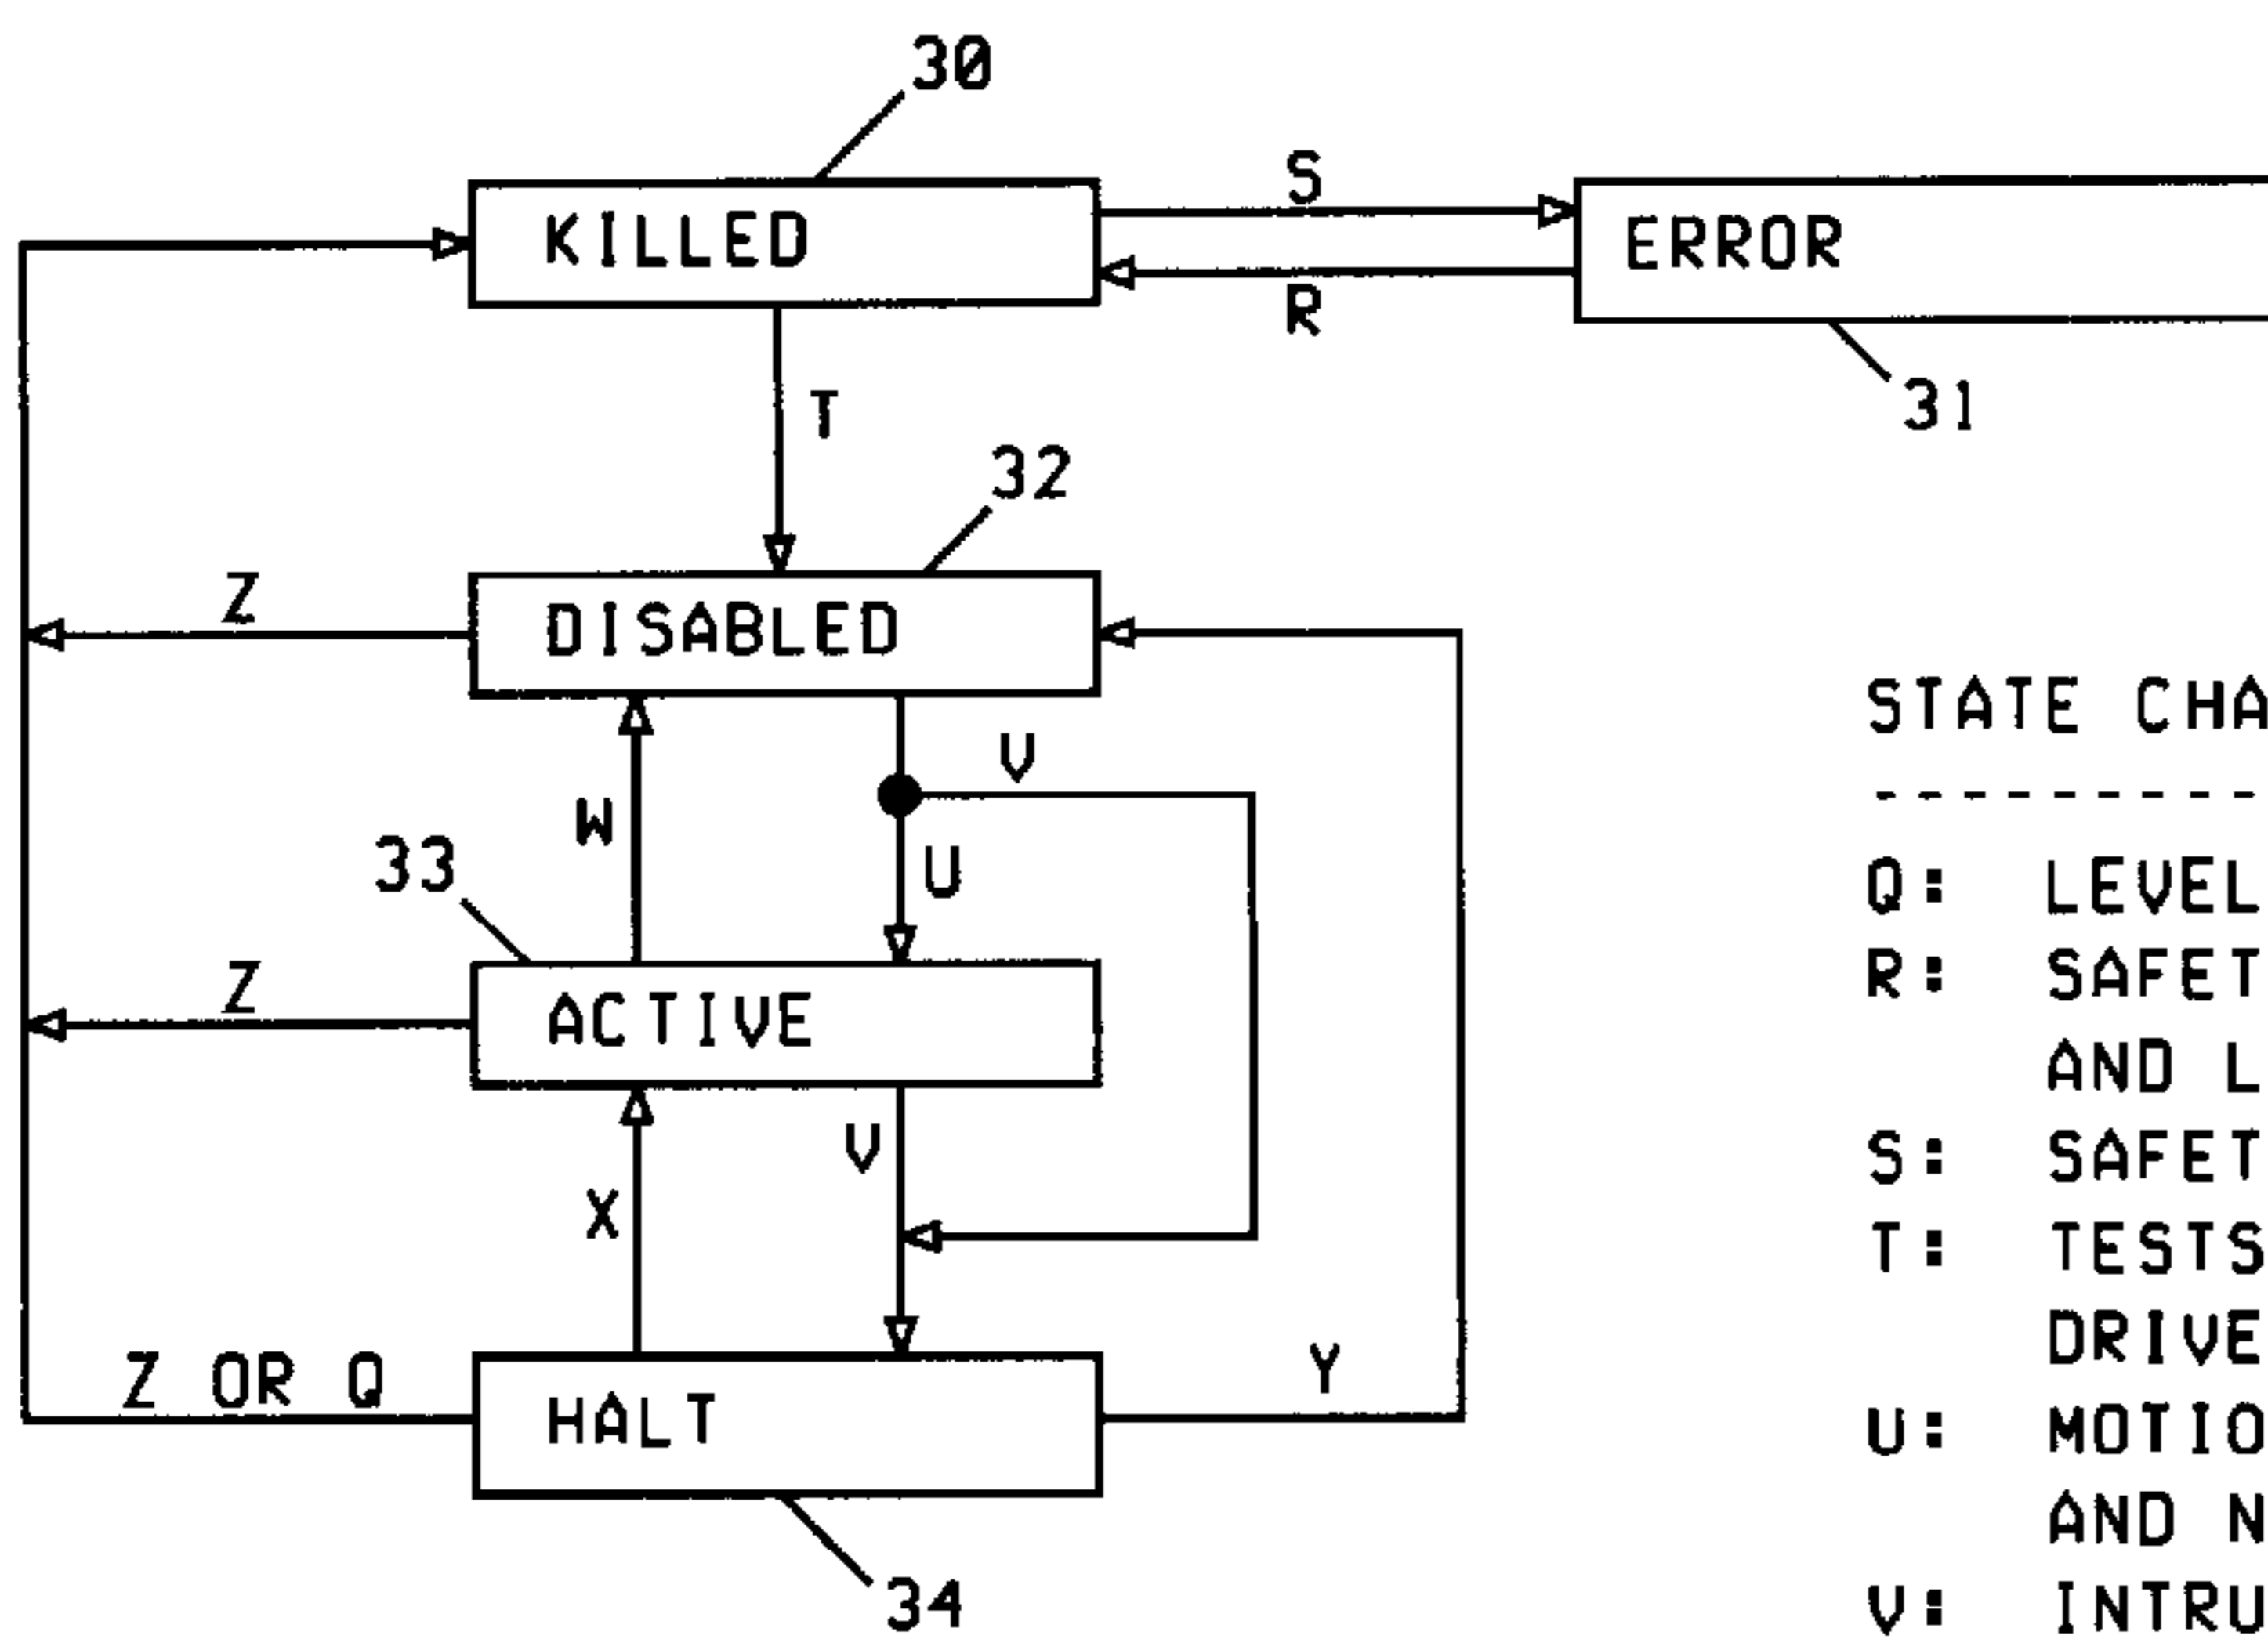 30
KILLED
S
R
ERROR
31
T
32
DISABLED
Z
V
W
U
33
ACTIVE
Z
V
X
HALT
Z OR Q
Y
34
STATE CHA
- - - - - - - - -
Q: LEVEL
R: SAFET
AND L
S: SAFET
T: TESTS
DRIVE
U: MOTIO
AND N
V: INTRU